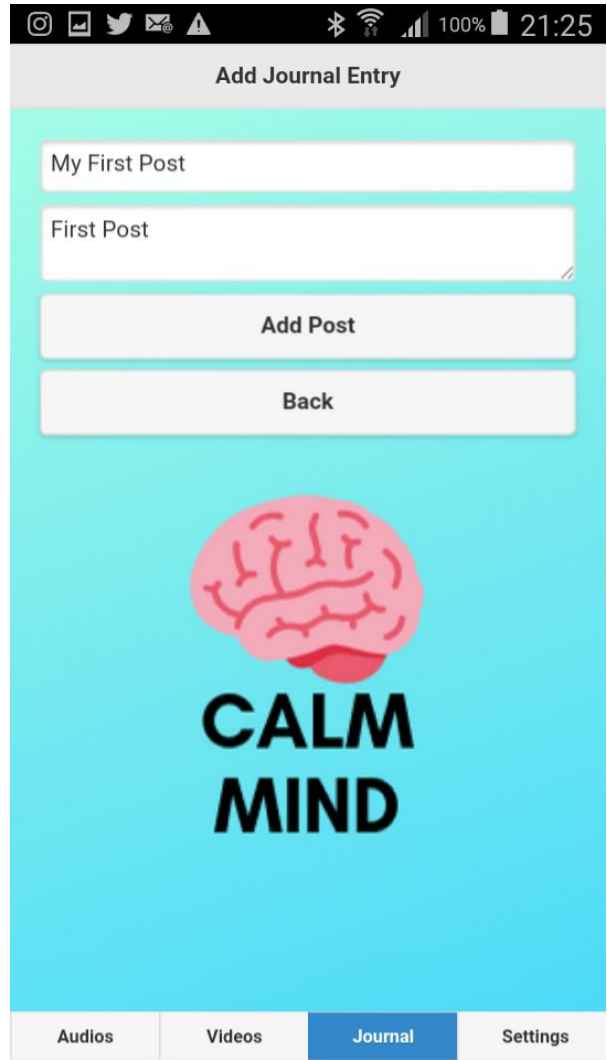 100% 21:25
Add Journal Entry
My First Post
First Post
Add Post
Back
CALM
MIND
Audios Videos Journal Settings